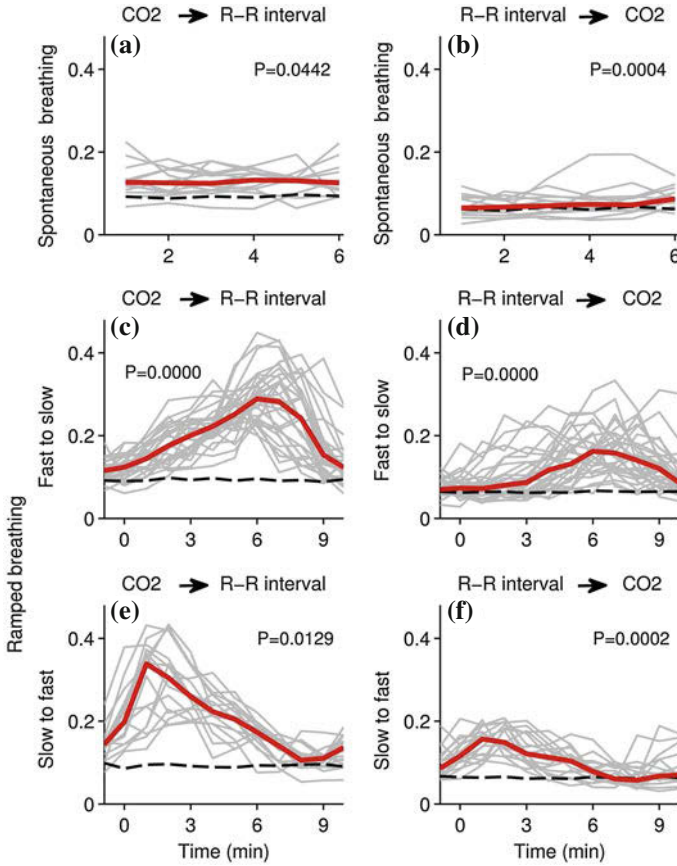 CO2 → R–R interval
R–R interval → CO2
Spontaneous breathing
(a)
P=0.0442
0.4
0.2
0
2 4 6
Spontaneous breathing
(b)
P=0.0004
0.4
0.2
0
2 4 6
CO2 → R–R interval
R–R interval → CO2
Ramped breathing
Fast to slow
(c)
P=0.0000
0.4
0.2
0
0 3 6 9
Fast to slow
(d)
P=0.0000
0.4
0.2
0
0 3 6 9
CO2 → R–R interval
R–R interval → CO2
Slow to fast
(e)
P=0.0129
0.4
0.2
0
0 3 6 9
Time (min)
Slow to fast
(f)
P=0.0002
0.4
0.2
0
0 3 6 9
Time (min)